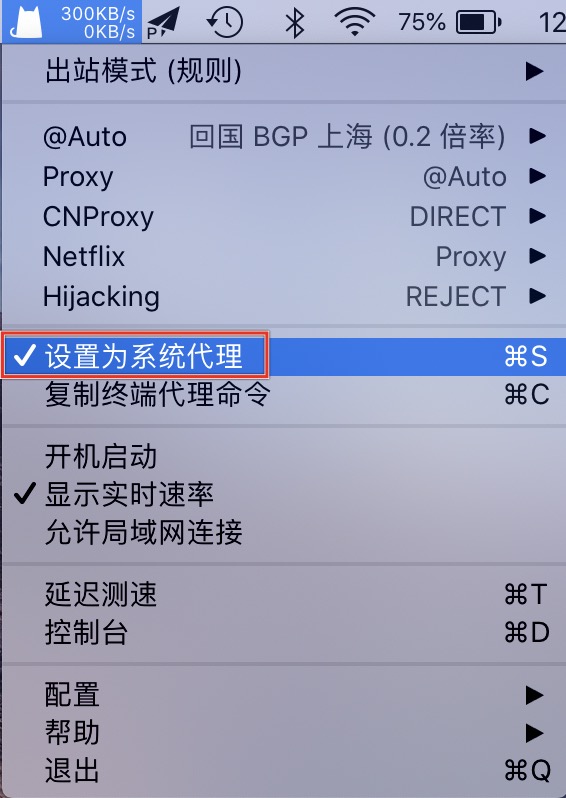 300KB/s
0KB/s
P
75%
12
出站模式 (规则)
@Auto 回国 BGP 上海 (0.2 倍率)
Proxy @Auto
CNProxy DIRECT
Netflix Proxy
Hijacking REJECT
设置为系统代理 ⌘S
复制终端代理命令 ⌘C
开机启动
显示实时速率
允许局域网连接
延迟测速 ⌘T
控制台 ⌘D
配置
帮助
退出 ⌘Q